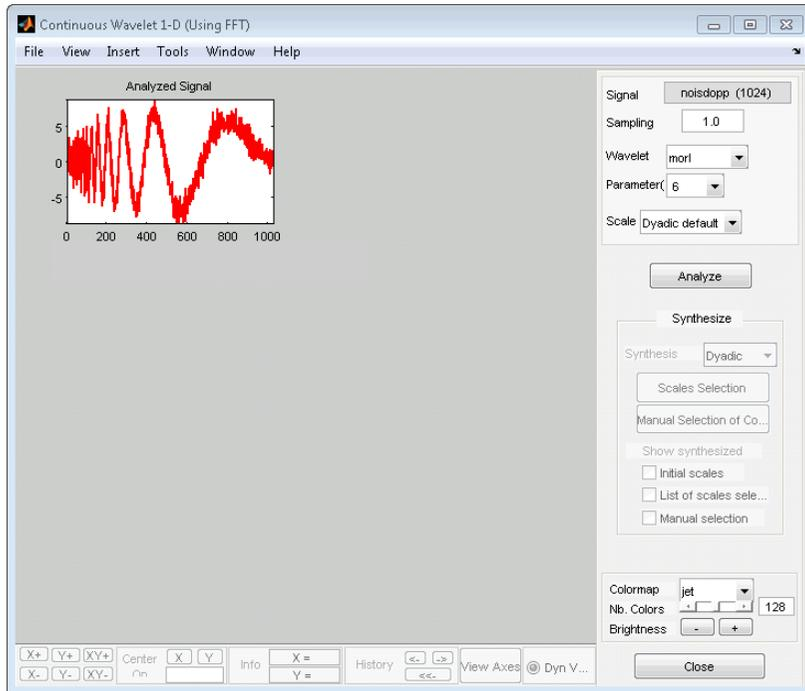 Continuous Wavelet 1-D (Using FFT)
File View Insert Tools Window Help
Analyzed Signal
5
0
-5
0 200 400 600 800 1000
Signal noisdopp (1024)
Sampling 1.0
Wavelet morl
Parameter( 6
Scale Dyadic default
Analyze
Synthesize
Synthesis Dyadic
Scales Selection
Manual Selection of Co...
Show synthesized
Initial scales
List of scales sele...
Manual selection
Colormap jet
Nb. Colors 128
Brightness - +
X+ Y+ XY+
X- Y- XY-
Center On X Y
Info X =
Y =
History <- ->
<<-
View Axes
Dyn V...
Close